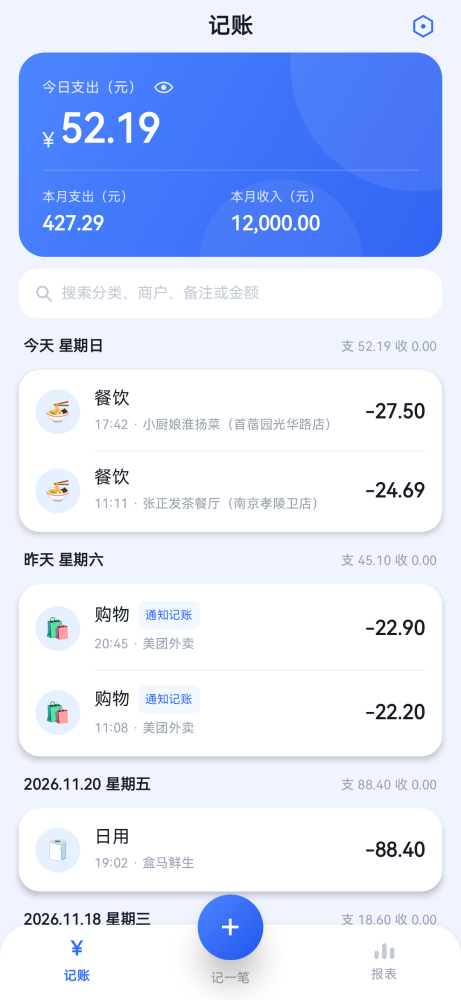 记账
今日支出（元）
¥ 52.19
本月支出（元） 本月收入（元）
427.29 12,000.00
搜索分类、商户、备注或金额
今天 星期日 支 52.19 收 0.00
餐饮
17:42 · 小厨娘淮扬菜（首蓿园光华路店）
-27.50
餐饮
11:11 · 张正发茶餐厅（南京孝陵卫店）
-24.69
昨天 星期六 支 45.10 收 0.00
购物 通知记账
20:45 · 美团外卖
-22.90
购物 通知记账
11:08 · 美团外卖
-22.20
2026.11.20 星期五 支 88.40 收 0.00
日用
19:02 · 盒马鲜生
-88.40
2026.11.18 星期三 支 18.60 收 0.00
¥
记账 记一笔 报表